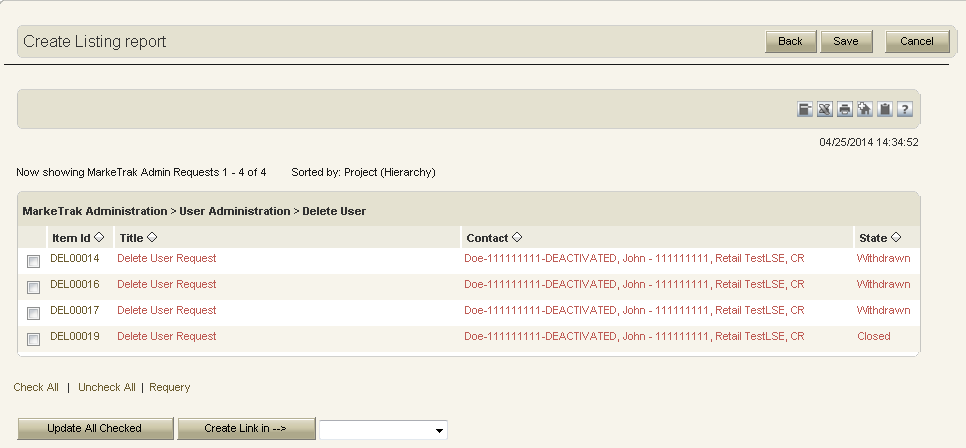 Create Listing report Back Save Cancel
?
04/25/2014 14:34:52
Now showing MarkeTrak Admin Requests 1 - 4 of 4 Sorted by: Project (Hierarchy)
MarkeTrak Administration > User Administration > Delete User
Item Id Title Contact State
DEL00014 Delete User Request Doe-111111111-DEACTIVATED, John - 111111111, Retail TestLSE, CR Withdrawn
DEL00016 Delete User Request Doe-111111111-DEACTIVATED, John - 111111111, Retail TestLSE, CR Withdrawn
DEL00017 Delete User Request Doe-111111111-DEACTIVATED, John - 111111111, Retail TestLSE, CR Withdrawn
DEL00019 Delete User Request Doe-111111111-DEACTIVATED, John - 111111111, Retail TestLSE, CR Closed
Check All | Uncheck All | Requery
Update All Checked Create Link in -->